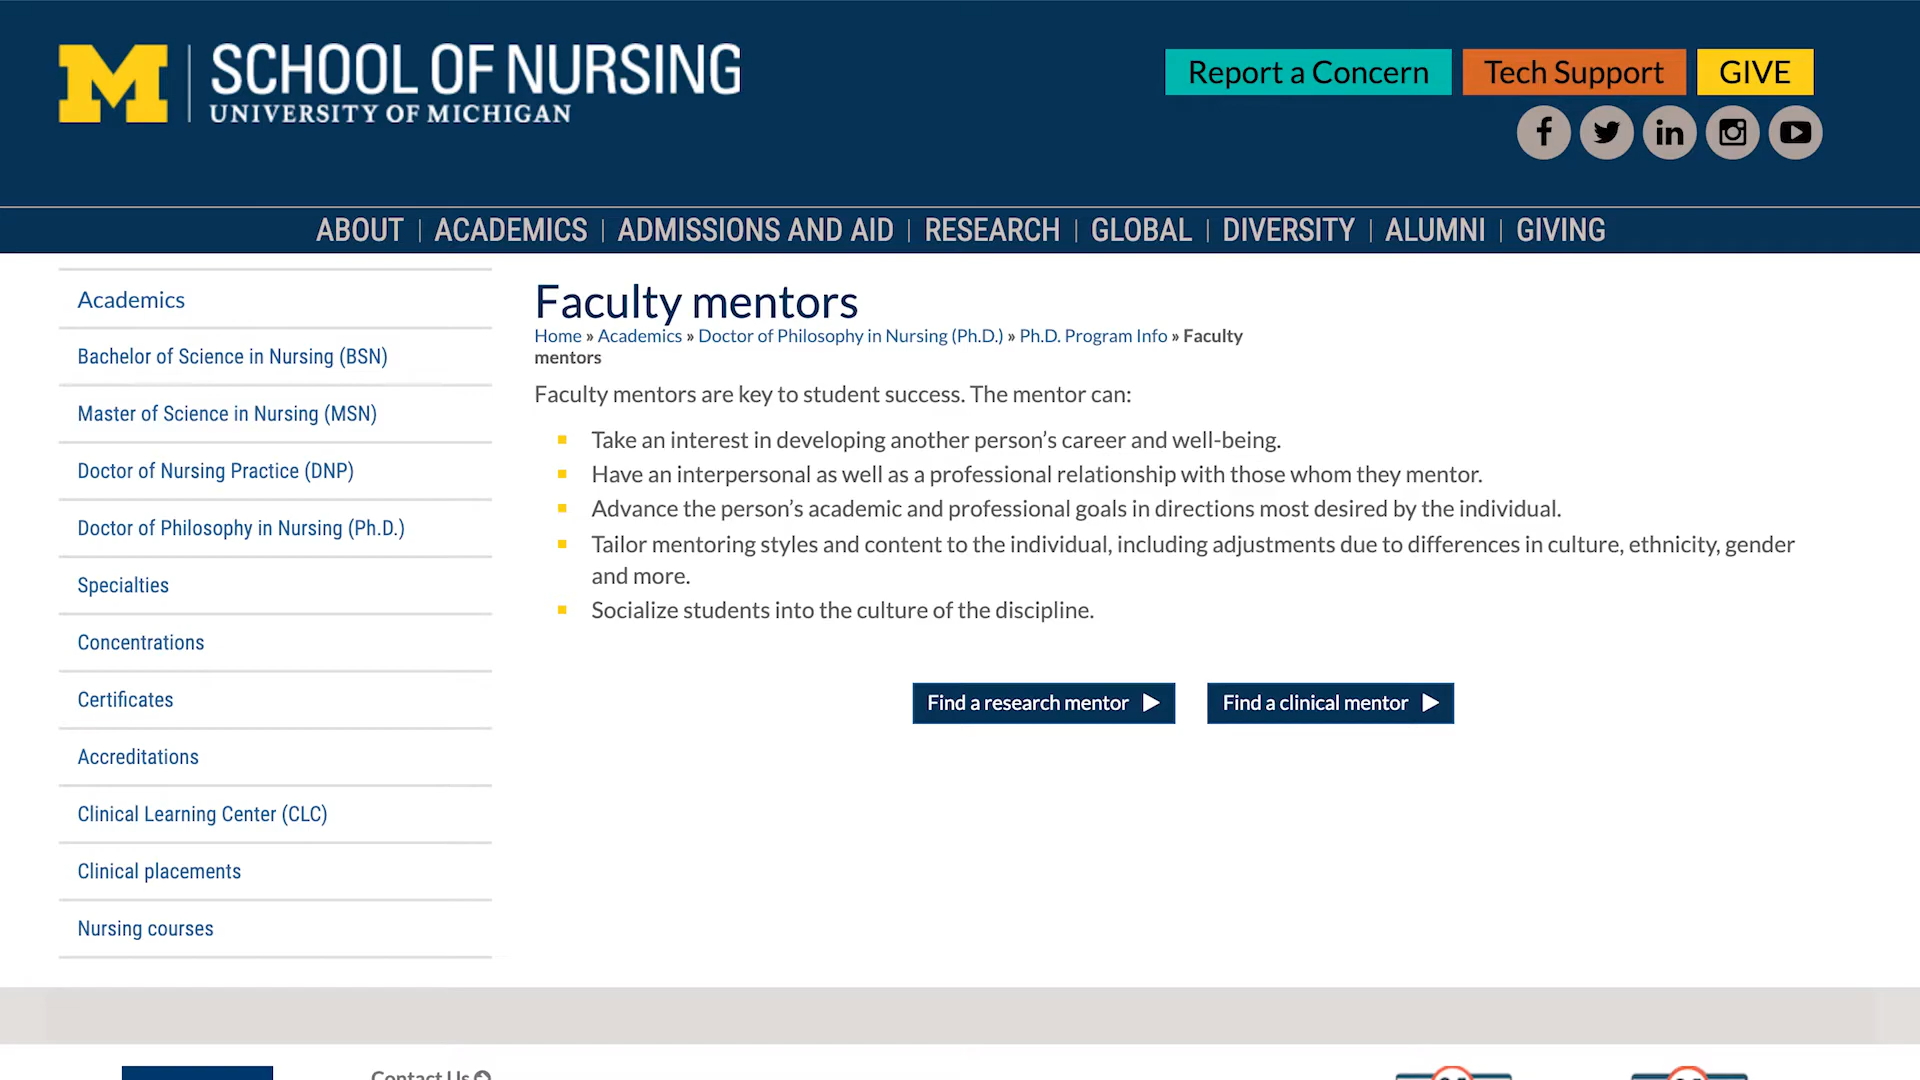 SCHOOL OF NURSING
UNIVERSITY OF MICHIGAN
Report a Concern
Tech Support
GIVE
ABOUT | ACADEMICS | ADMISSIONS AND AID | RESEARCH | GLOBAL | DIVERSITY | ALUMNI | GIVING
Academics
Bachelor of Science in Nursing (BSN)
Master of Science in Nursing (MSN)
Doctor of Nursing Practice (DNP)
Doctor of Philosophy in Nursing (Ph.D.)
Specialties
Concentrations
Certificates
Accreditations
Clinical Learning Center (CLC)
Clinical placements
Nursing courses
Faculty mentors
Home » Academics » Doctor of Philosophy in Nursing (Ph.D.) » Ph.D. Program Info » Faculty
mentors
Faculty mentors are key to student success. The mentor can:
Take an interest in developing another person’s career and well-being.
Have an interpersonal as well as a professional relationship with those whom they mentor.
Advance the person’s academic and professional goals in directions most desired by the individual.
Tailor mentoring styles and content to the individual, including adjustments due to differences in culture, ethnicity, gender
and more.
Socialize students into the culture of the discipline.
Find a research mentor
Find a clinical mentor
Contact Us